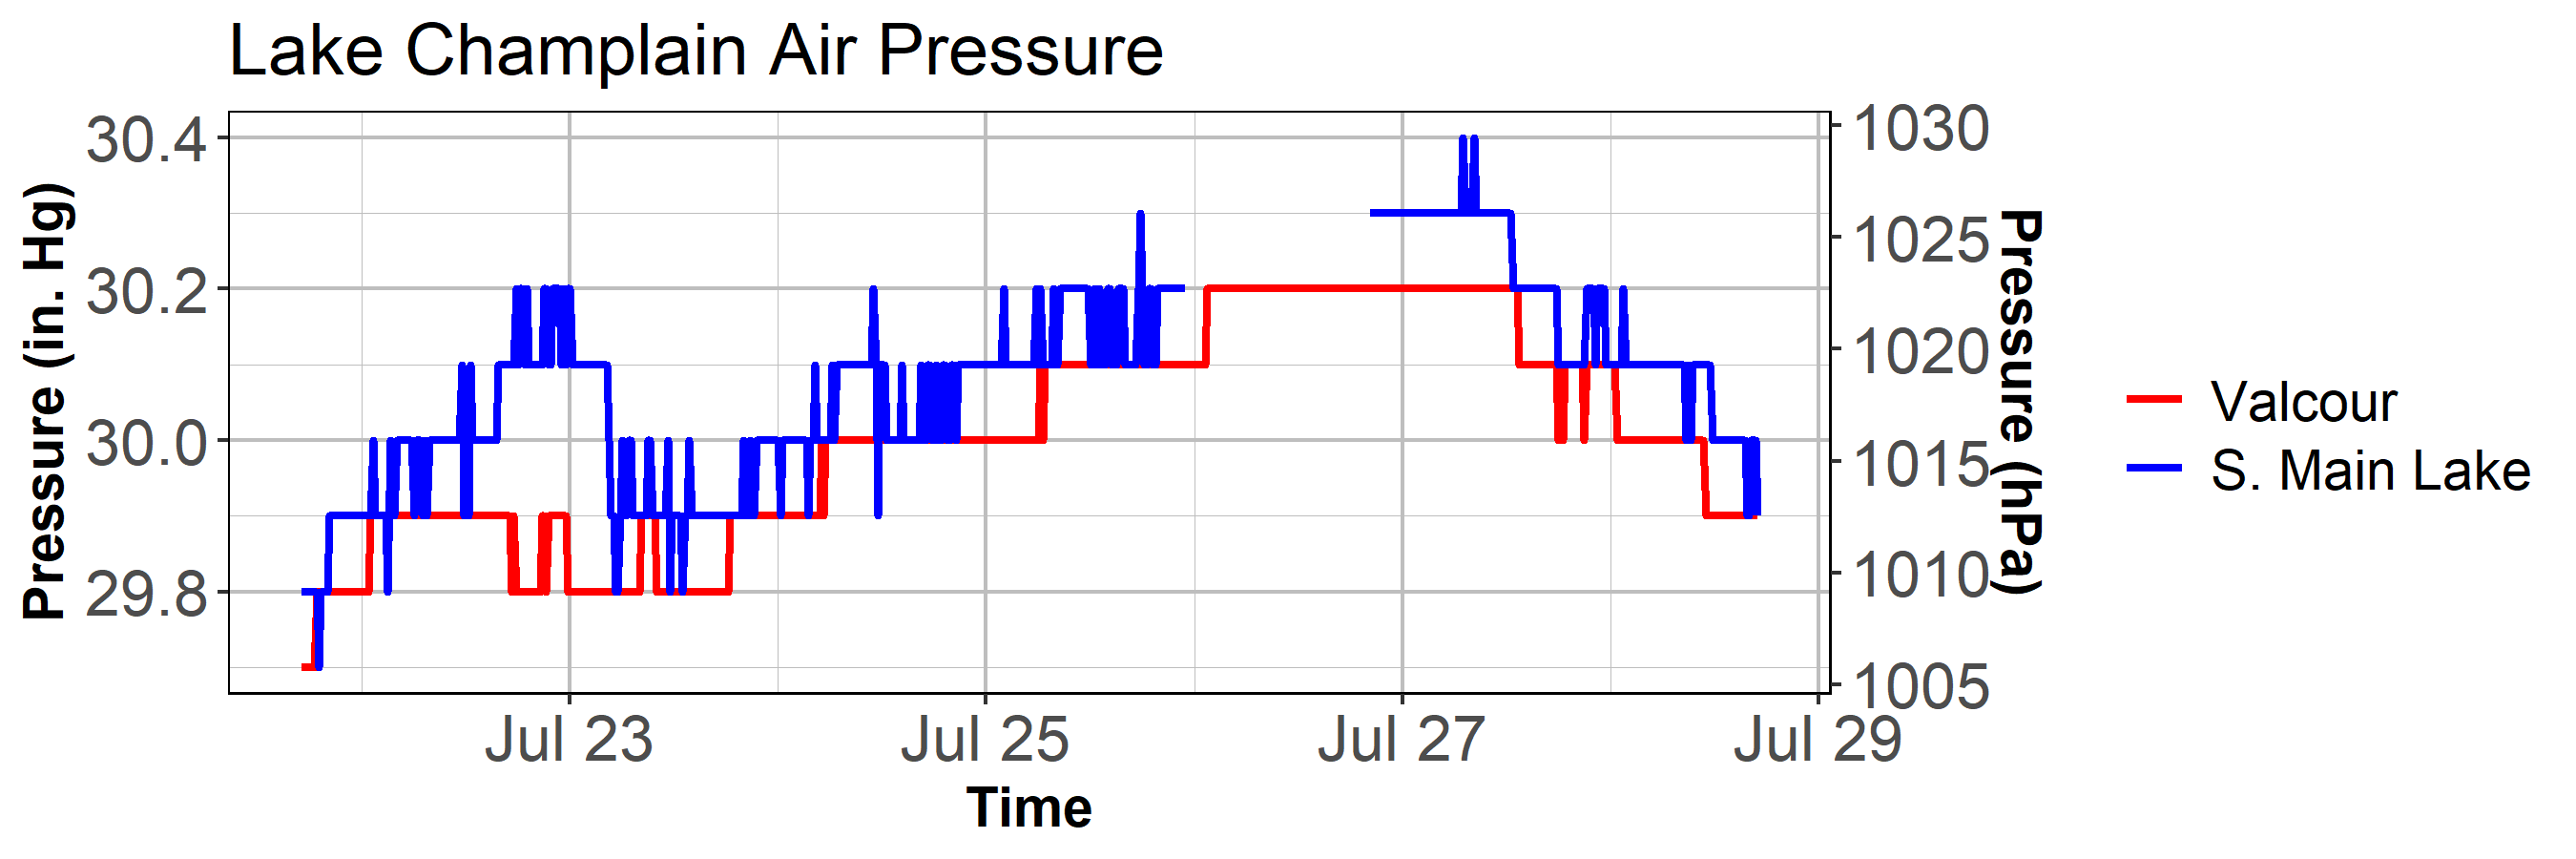 Lake Champlain Air Pressure
Pressure (in. Hg)
30.4
30.2
30.0
29.8
1030
1025
1020
1015
1010
1005
Pressure (hPa)
Jul 23
Jul 25
Jul 27
Jul 29
Time
Valcour
S. Main Lake